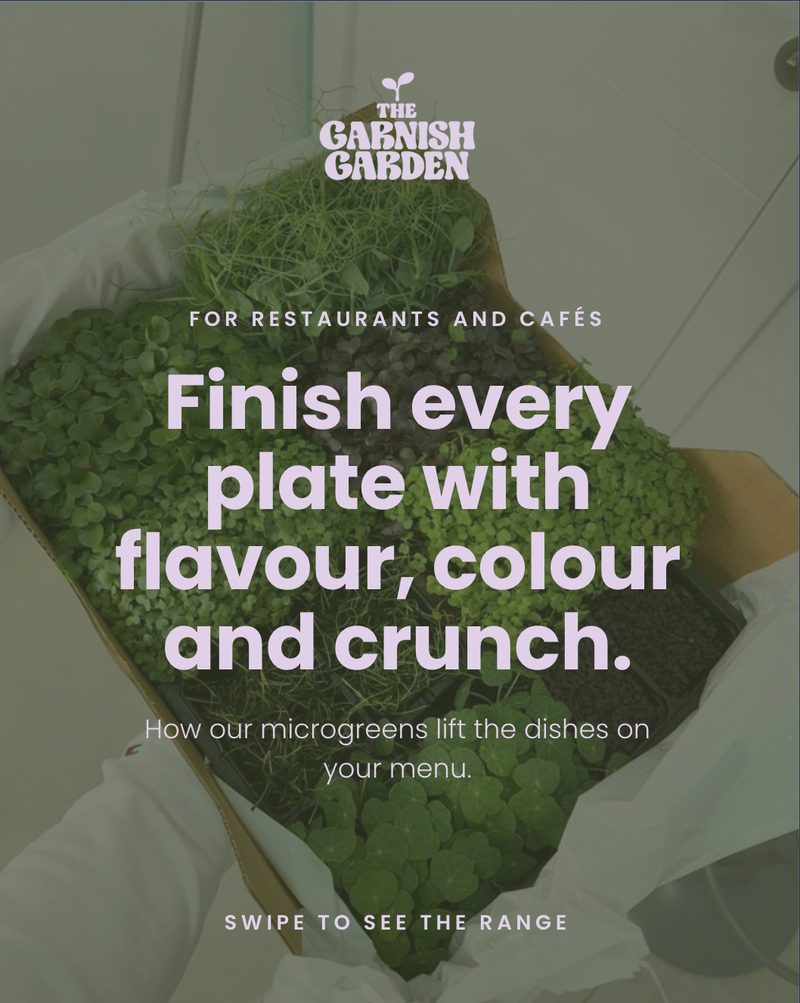 THE
GARNISH
GARDEN
FOR RESTAURANTS AND CAFÉS
Finish every
plate with
flavour, colour
and crunch.
How our microgreens lift the dishes on
your menu.
SWIPE TO SEE THE RANGE